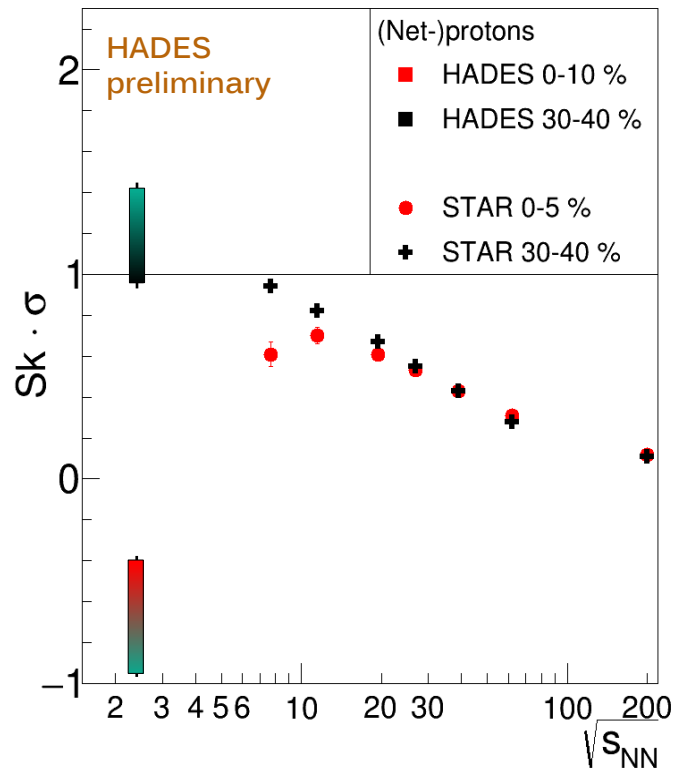 HADES
preliminary
(Net-)protons
HADES 0-10 %
HADES 30-40 %
STAR 0-5 %
STAR 30-40 %
2
1
0
−1
Sk · σ
2 3 4 5 6 10 20 30 100 200
√sNN